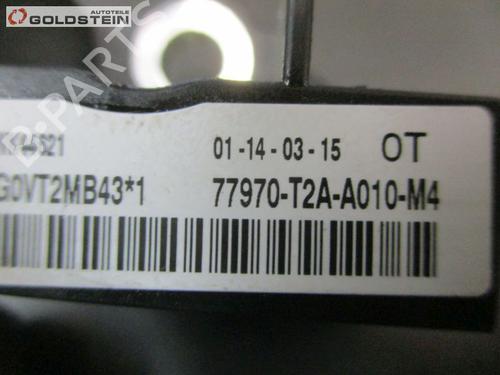 AUTOTEILE
GOLDSTEIN
B-PARTS
01-14-03-15 OT
G0VT2MB43*1 77970-T2A-A010-M4